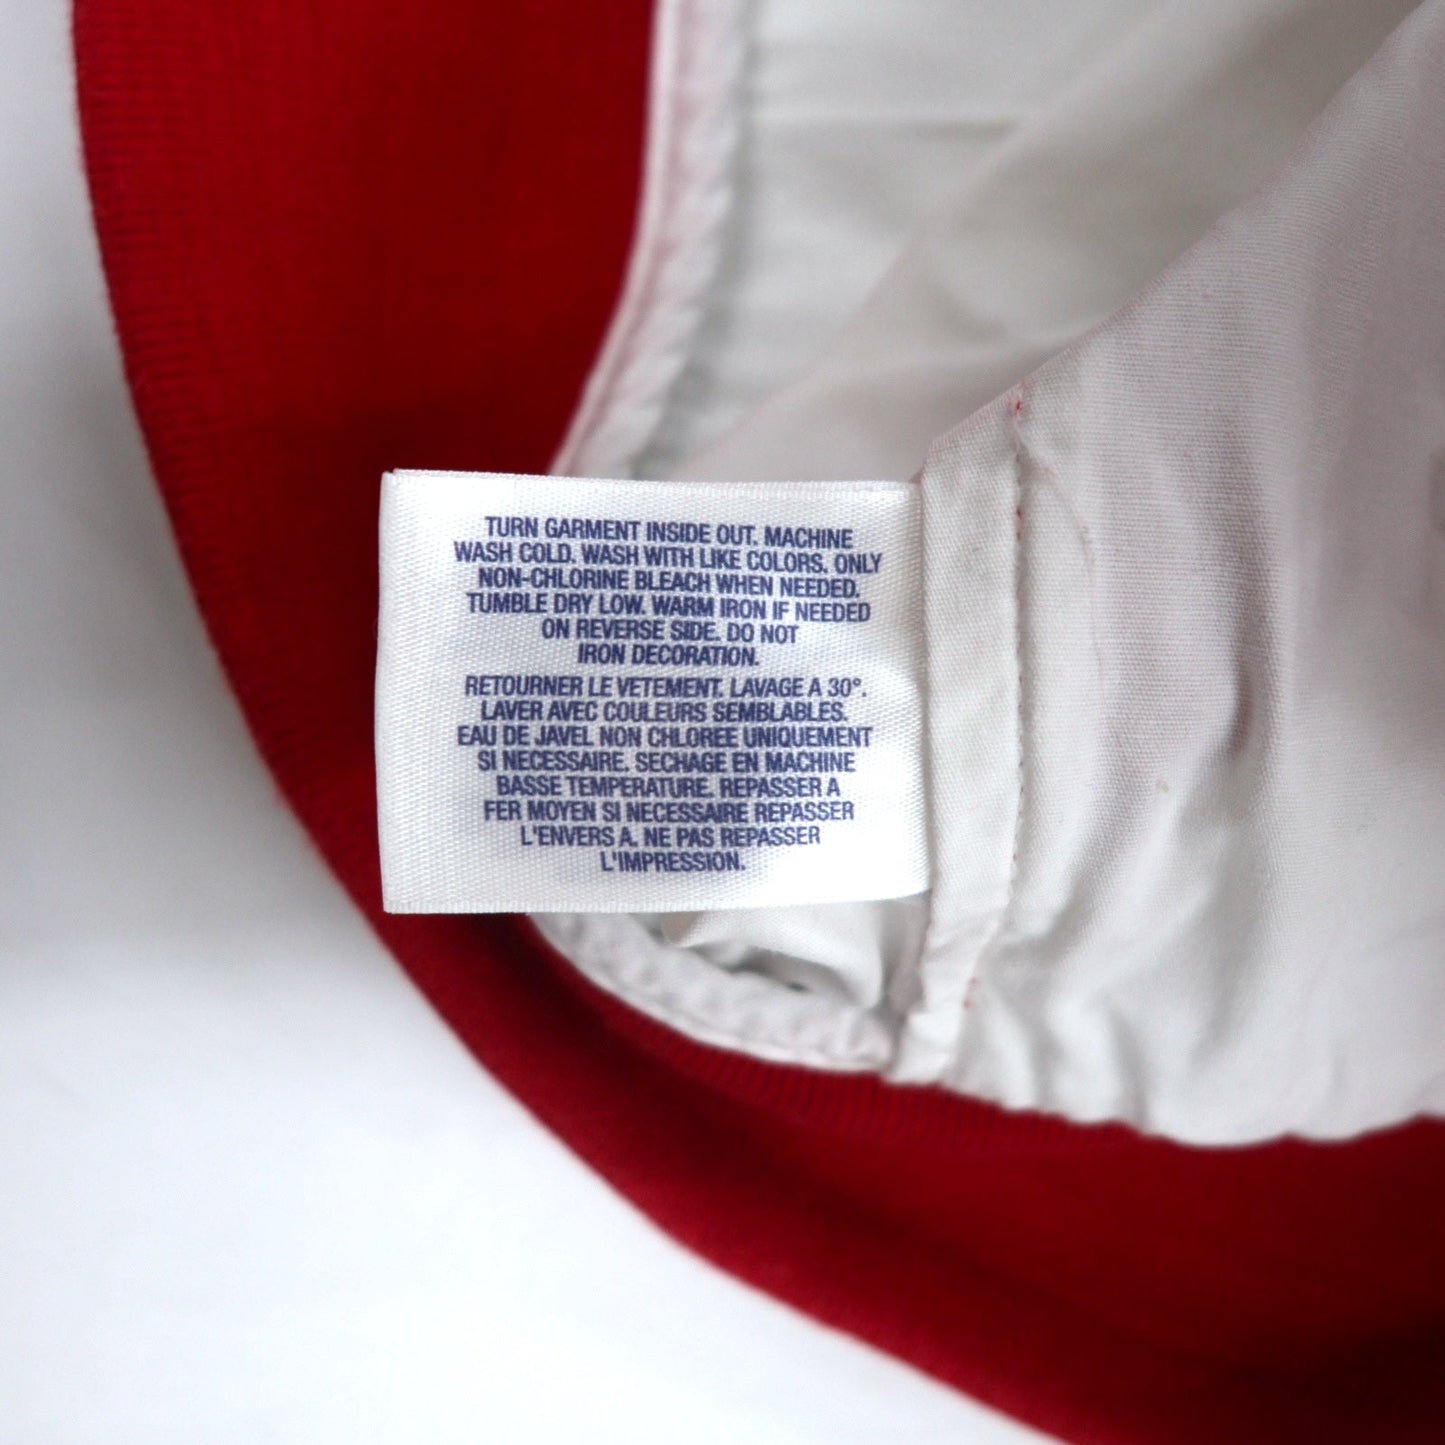 TURN GARMENT INSIDE OUT. MACHINE
WASH COLD. WASH WITH LIKE COLORS. ONLY
NON-CHLORINE BLEACH WHEN NEEDED.
TUMBLE DRY LOW. WARM IRON IF NEEDED
ON REVERSE SIDE. DO NOT
IRON DECORATION.
RETOURNER LE VETEMENT. LAVAGE A 30°.
LAVER AVEC COULEURS SEMBLABLES.
EAU DE JAVEL NON CHLOREE UNIQUEMENT
SI NECESSAIRE. SECHAGE EN MACHINE
BASSE TEMPERATURE. REPASSER A
FER MOYEN SI NECESSAIRE REPASSER
L'ENVERS A. NE PAS REPASSER
L'IMPRESSION.